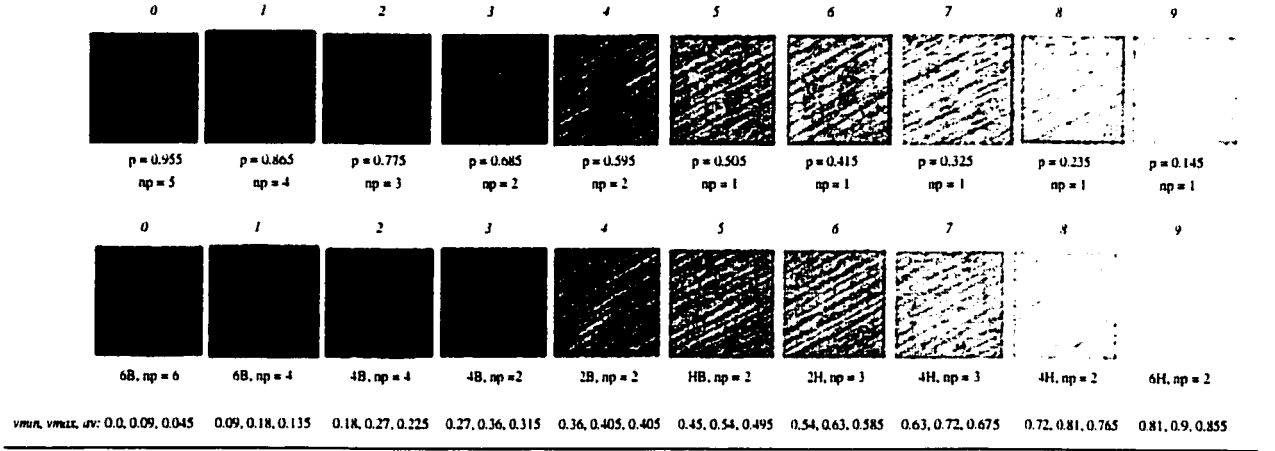 0 1 2 3 4 5 6 7 8 9
p = 0.955 p = 0.865 p = 0.775 p = 0.685 p = 0.595 p = 0.505 p = 0.415 p = 0.325 p = 0.235 p = 0.145
np = 5 np = 4 np = 3 np = 2 np = 2 np = 1 np = 1 np = 1 np = 1 np = 1
0 1 2 3 4 5 6 7 8 9
6B, np = 6 6B, np = 4 4B, np = 4 4B, np =2 2B, np = 2 HB, np = 2 2H, np = 3 4H, np = 3 4H, np = 2 6H, np = 2
vmin, vmax, av: 0.0, 0.09, 0.045 0.09, 0.18, 0.135 0.18, 0.27, 0.225 0.27, 0.36, 0.315 0.36, 0.405, 0.405 0.45, 0.54, 0.495 0.54, 0.63, 0.585 0.63, 0.72, 0.675 0.72, 0.81, 0.765 0.81, 0.9, 0.855